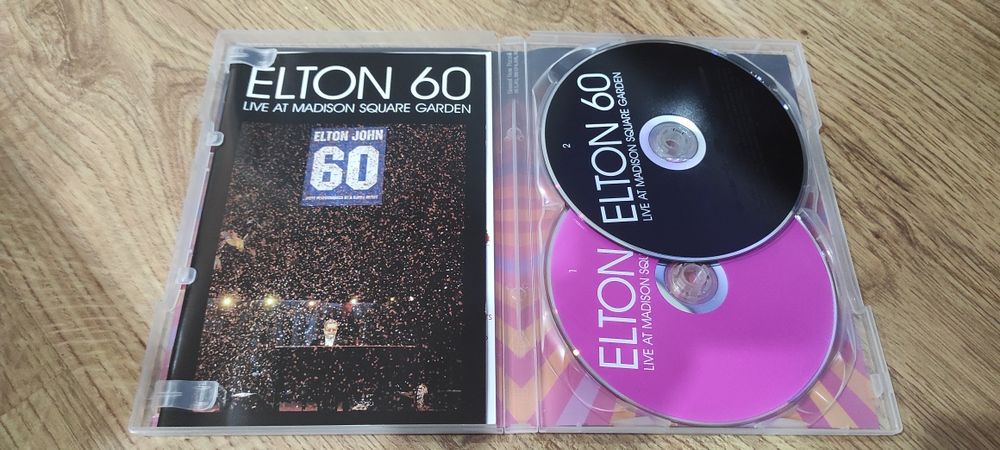 ELTON 60
LIVE AT MADISON SQUARE GARDEN
ELTON JOHN
60
2
ELTON 60
LIVE AT MADISON SQUARE GARDEN
1
ELTON
LIVE AT MADISON SQU